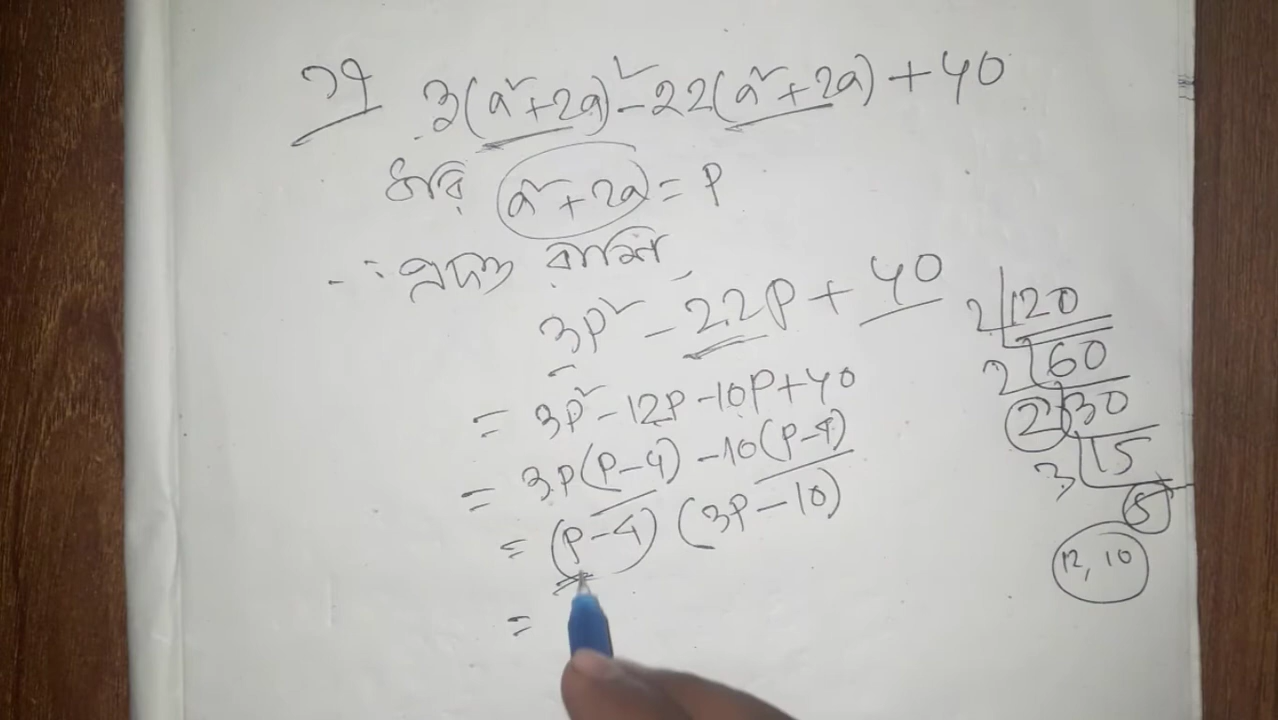 ১৭ 3(a²+2a)²-22(a²+2a)+40
ধরি a²+2a=P
∴ প্রদত্ত রাশি
3p²-22p+40
= 3p²-12p-10p+40
= 3p(p-4)-10(p-4)
= (p-4)(3p-10)
=
2|120
2|60
2|30
3|15
5
12, 10